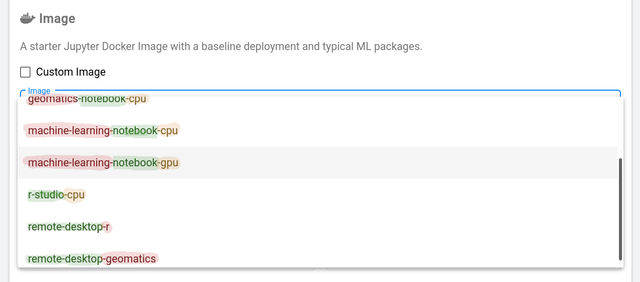 Image
A starter Jupyter Docker Image with a baseline deployment and typical ML packages.
Custom Image
Image
geomatics-notebook-cpu
machine-learning-notebook-cpu
machine-learning-notebook-gpu
r-studio-cpu
remote-desktop-r
remote-desktop-geomatics